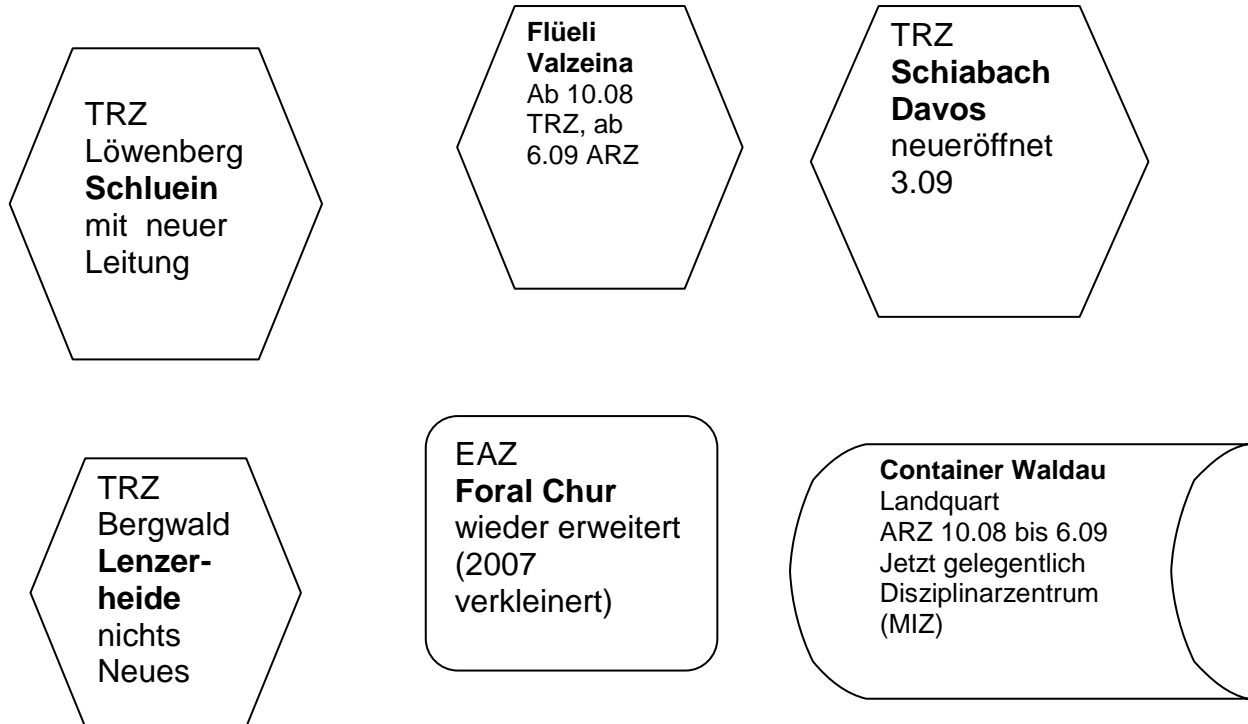 TRZ
Löwenberg
Schluein
mit neuer
Leitung
Flüeli
Valzeina
Ab 10.08
TRZ, ab
6.09 ARZ
TRZ
Schiabach
Davos
neueröffnet
3.09
TRZ
Bergwald
Lenzer-
heide
nichts
Neues
EAZ
Foral Chur
wieder erweitert
(2007
verkleinert)
Container Waldau
Landquart
ARZ 10.08 bis 6.09
Jetzt gelegentlich
Disziplinarzentrum
(MIZ)